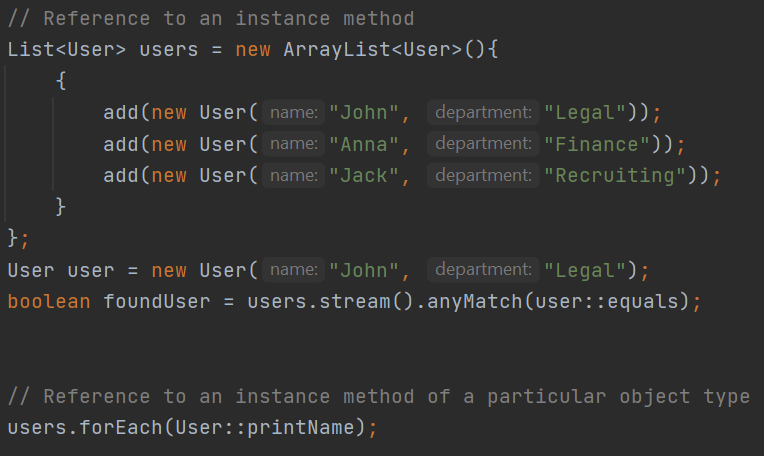 // Reference to an instance method
List<User> users = new ArrayList<User>(){
{
add(new User( name: "John", department: "Legal"));
add(new User( name: "Anna", department: "Finance"));
add(new User( name: "Jack", department: "Recruiting"));
}
};
User user = new User( name: "John", department: "Legal");
boolean foundUser = users.stream().anyMatch(user::equals);
// Reference to an instance method of a particular object type
users.forEach(User::printName);